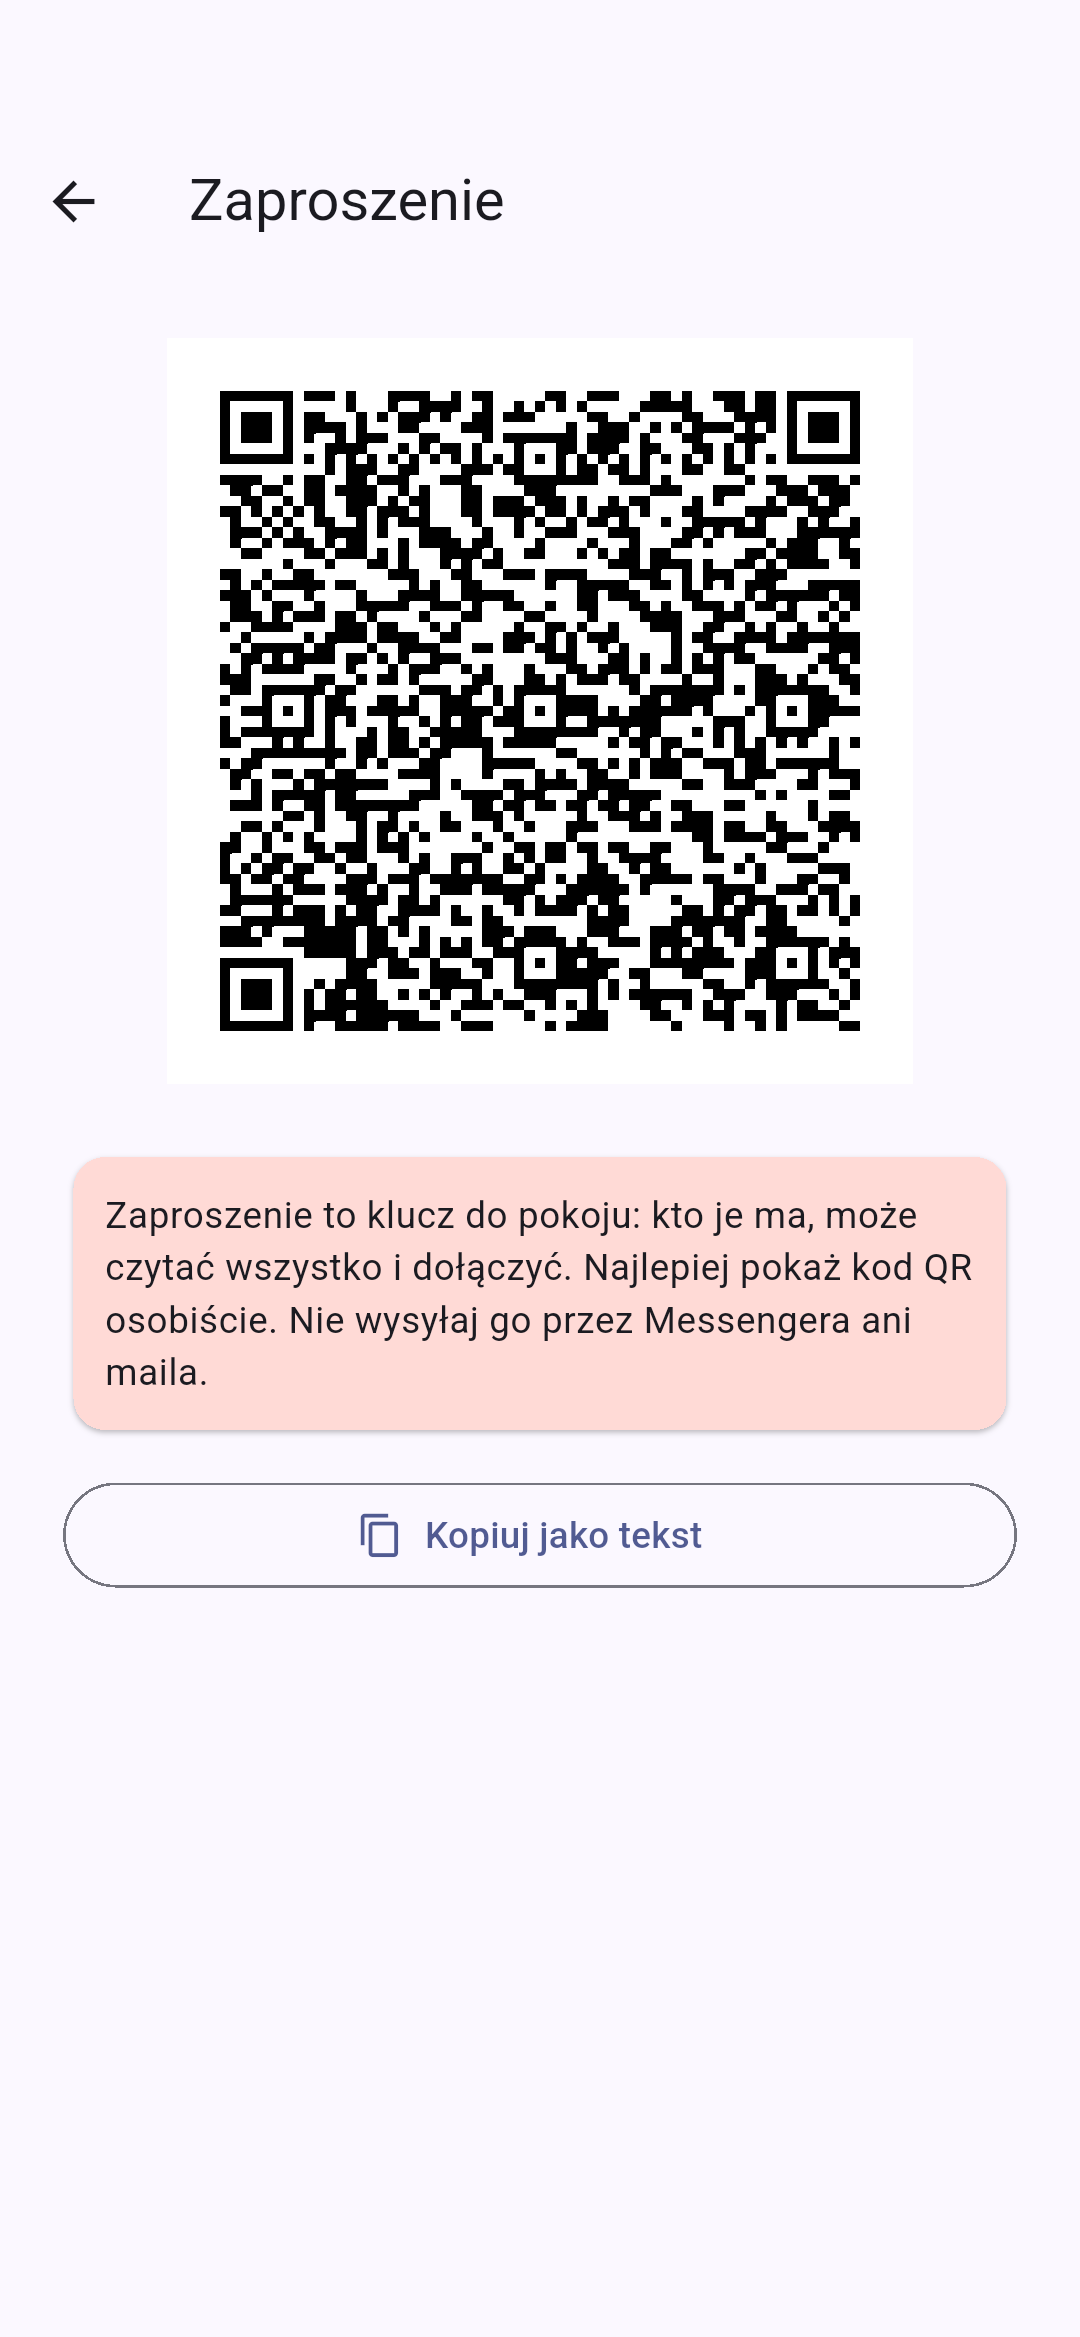 Zaproszenie
Zaproszenie to klucz do pokoju: kto je ma, może
czytać wszystko i dołączyć. Najlepiej pokaż kod QR
osobiście. Nie wysyłaj go przez Messengera ani
maila.
Kopiuj jako tekst